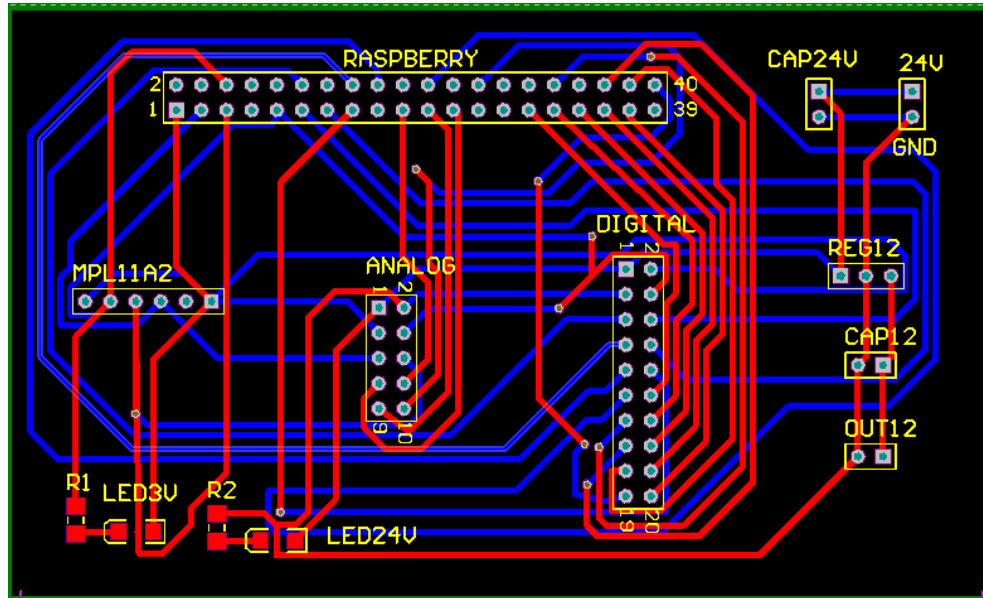 RASPBERRY
CAP24V
24V
2
40
1
39
GND
DIGITAL
1
2
REG12
MPL11A2
ANALOG
1
2
CAP12
9
10
OUT12
R1
LED3V
R2
19
20
LED24V